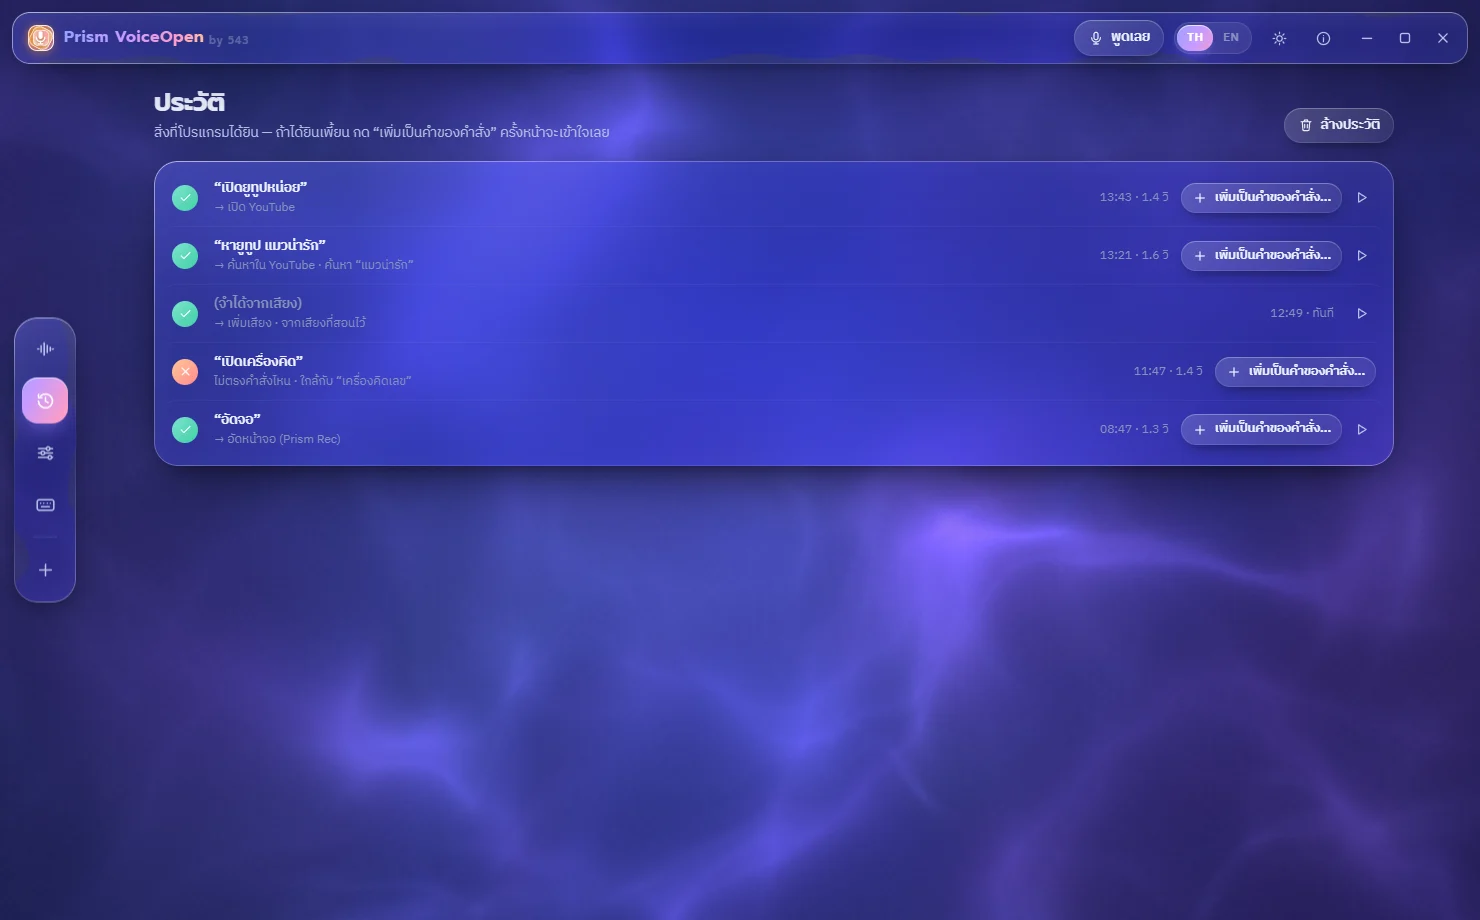 Prism VoiceOpen by 543
พูดเลย
TH EN
ประวัติ
สิ่งที่โปรแกรมได้ยิน — ถ้าได้ยินเพี้ยน กด “เพิ่มเป็นคำของคำสั่ง” ครั้งหน้าจะเข้าใจเลย
ล้างประวัติ
“เปิดยูทูปหน่อย”
→ เปิด YouTube
13:43 · 1.4 วิ
เพิ่มเป็นคำของคำสั่ง...
“หายูทูป แมวน่ารัก”
→ ค้นหาใน YouTube · ค้นหา “แมวน่ารัก”
13:21 · 1.6 วิ
เพิ่มเป็นคำของคำสั่ง...
(จำได้จากเสียง)
→ เพิ่มเสียง · จากเสียงที่สอนไว้
12:49 · ทันที
“เปิดเครื่องคิด”
ไม่ตรงคำสั่งไหน · ใกล้กับ “เครื่องคิดเลข”
11:47 · 1.4 วิ
เพิ่มเป็นคำของคำสั่ง...
“อัดจอ”
→ อัดหน้าจอ (Prism Rec)
08:47 · 1.3 วิ
เพิ่มเป็นคำของคำสั่ง...